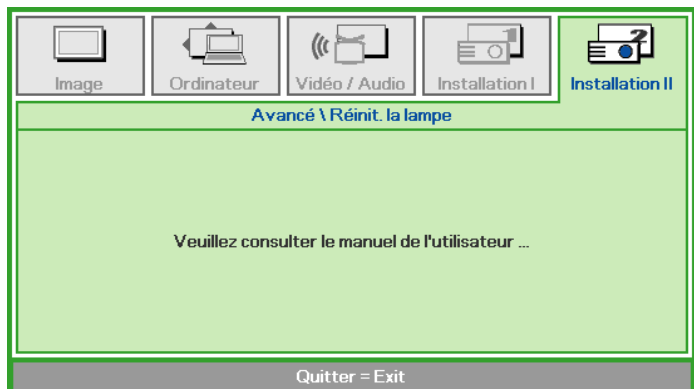 Image Ordinateur Vidéo / Audio Installation I Installation II
Avancé \ Réinit. la lampe
Veuillez consulter le manuel de l'utilisateur ...
Quitter = Exit